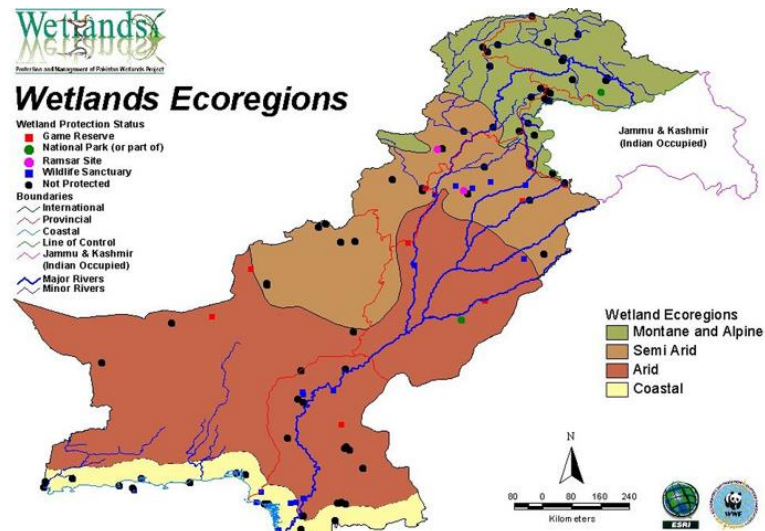 Wetlands
Protection and Management of Pakistan Wetlands Project
Wetlands Ecoregions
Wetland Protection Status
Game Reserve
National Park (or part of)
Ramsar Site
Wildlife Sanctuary
Not Protected
Boundaries
International
Provincial
Coastal
Line of Control
Jammu & Kashmir
(Indian Occupied)
Major Rivers
Minor Rivers
Jammu & Kashmir
(Indian Occupied)
Wetland Ecoregions
Montane and Alpine
Semi Arid
Arid
Coastal
N
80 0 80 160 240
Kilometers
ESRI
WWF